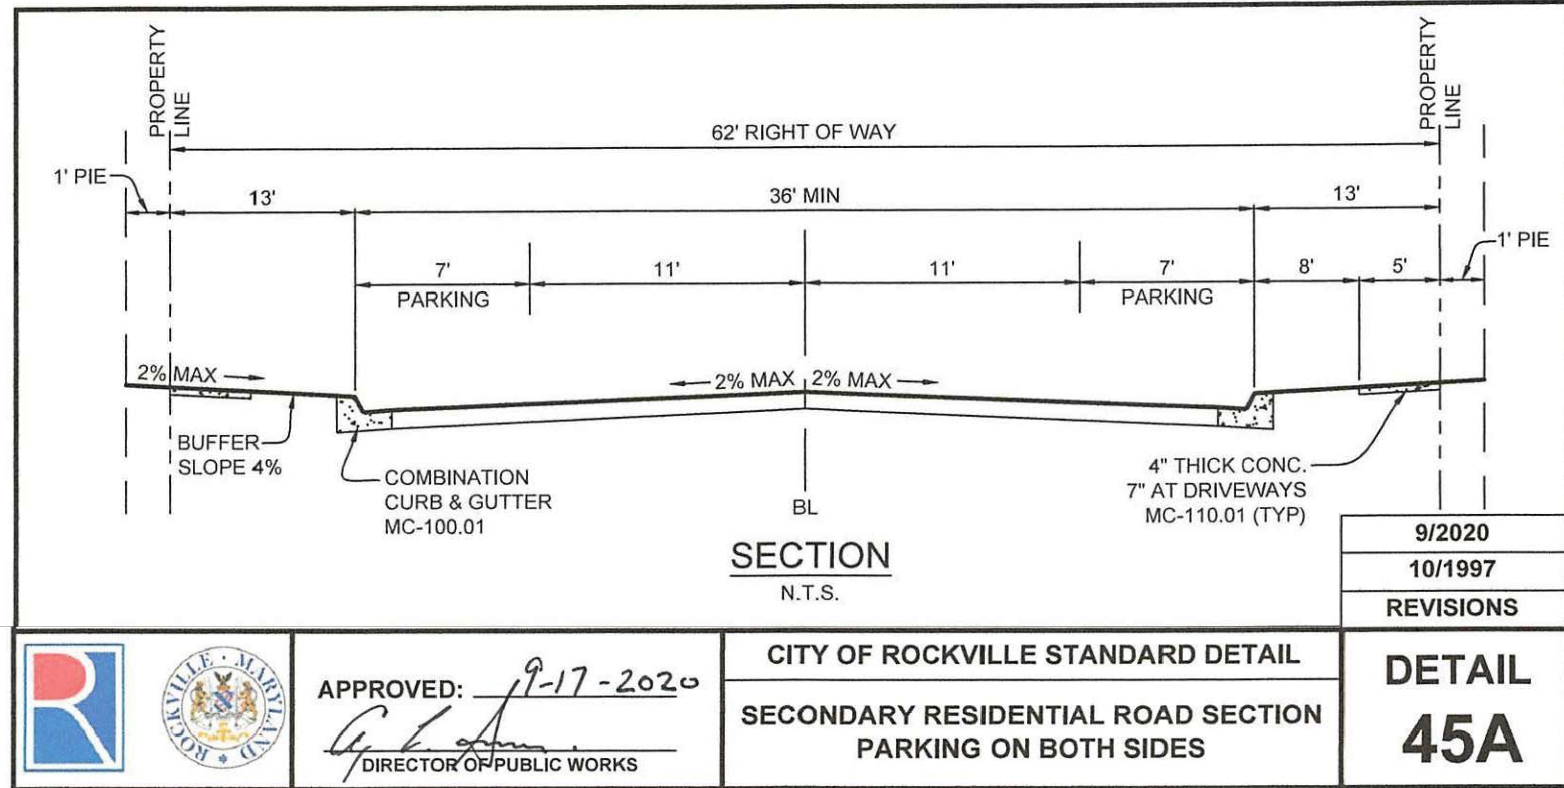 PROPERTY
LINE
PROPERTY
LINE
62' RIGHT OF WAY
1' PIE
13'
36' MIN
13'
1' PIE
7'
PARKING
11'
11'
7'
PARKING
8'
5'
2% MAX
2% MAX
2% MAX
BUFFER
SLOPE 4%
COMBINATION
CURB & GUTTER
MC-100.01
BL
4" THICK CONC.
7" AT DRIVEWAYS
MC-110.01 (TYP)
SECTION
N.T.S.
9/2020
10/1997
REVISIONS
R
ROCKVILLE · MARYLAND
APPROVED: 9-17-2020
DIRECTOR OF PUBLIC WORKS
CITY OF ROCKVILLE STANDARD DETAIL
SECONDARY RESIDENTIAL ROAD SECTION
PARKING ON BOTH SIDES
DETAIL
45A